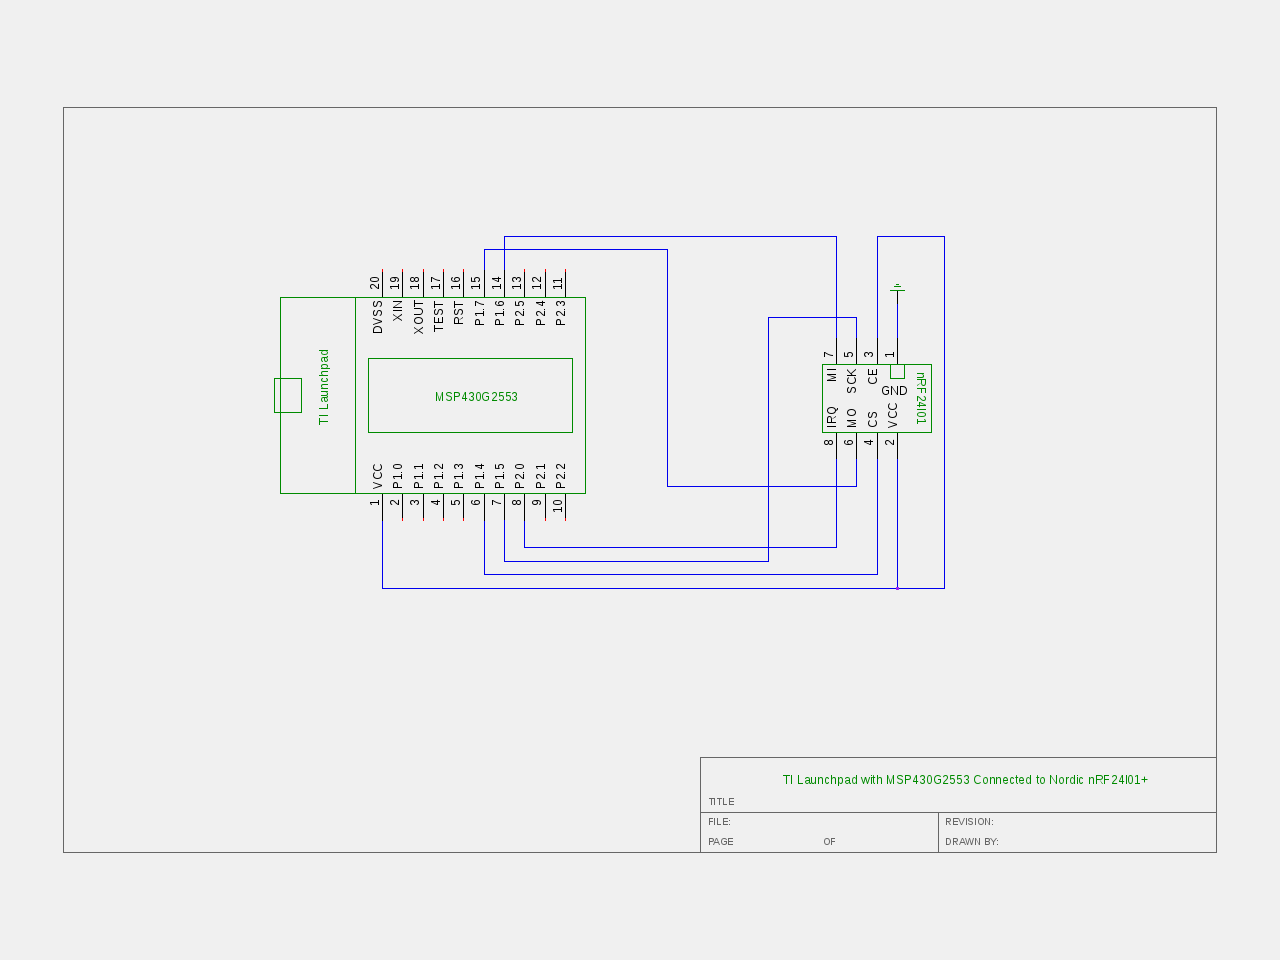 20 19 18 17 16 15 14 13 12 11
DVSS XIN XOUT TEST RST P1.7 P1.6 P2.5 P2.4 P2.3
TI Launchpad
MSP430G2553
VCC P1.0 P1.1 P1.2 P1.3 P1.4 P1.5 P2.0 P2.1 P2.2
1 2 3 4 5 6 7 8 9 10
7 5 3 1
MI SCK CE GND
nRF24l01
IRQ MO CS VCC
8 6 4 2
TI Launchpad with MSP430G2553 Connected to Nordic nRF24l01+
TITLE
FILE:
REVISION:
PAGE OF
DRAWN BY: